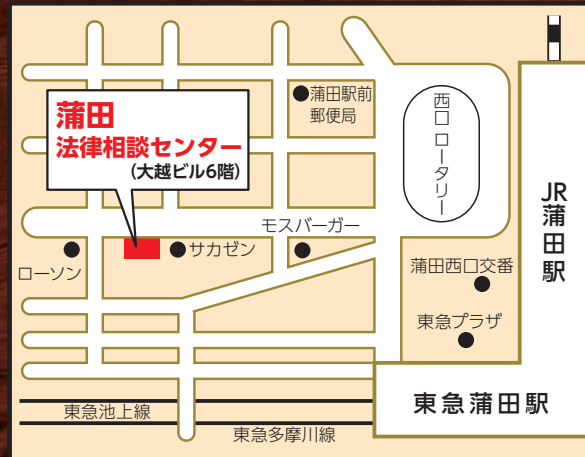 蒲田
法律相談センター
(大越ビル6階)
蒲田駅前
郵便局
西口 ロータリー
JR蒲田駅
モスバーガー
サカゼン
ローソン
蒲田西口交番
東急プラザ
東急蒲田駅
東急池上線
東急多摩川線